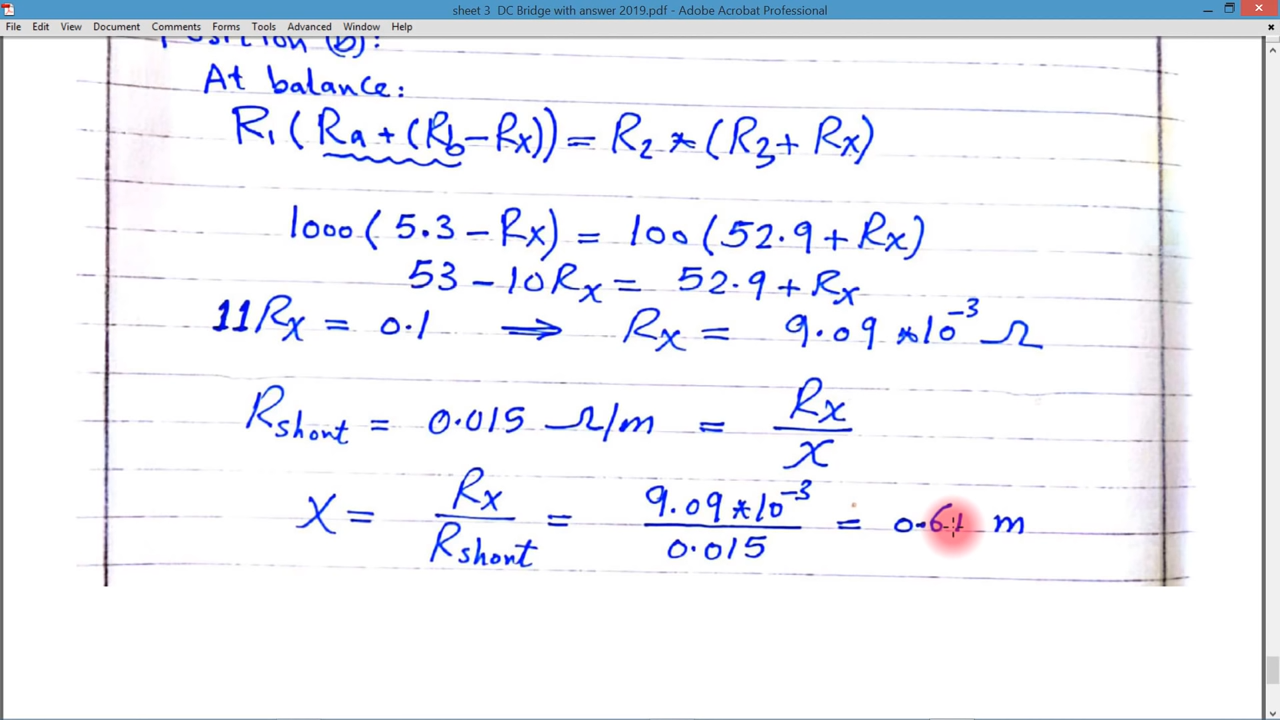 sheet 3 DC Bridge with answer 2019.pdf - Adobe Acrobat Professional
File Edit View Document Comments Forms Tools Advanced Window Help
Position (b):
At balance:
R1(Ra+(Rb-Rx)) = R2 * (R3 + Rx)
1000(5.3 - Rx) = 100(52.9 + Rx)
53 - 10Rx = 52.9 + Rx
11Rx = 0.1 ⟹ Rx = 9.09 * 10^-3 Ω
Rshont = 0.015 Ω/m = Rx/x
X = Rx/Rshont = 9.09*10^-3/0.015 = 0.61 m